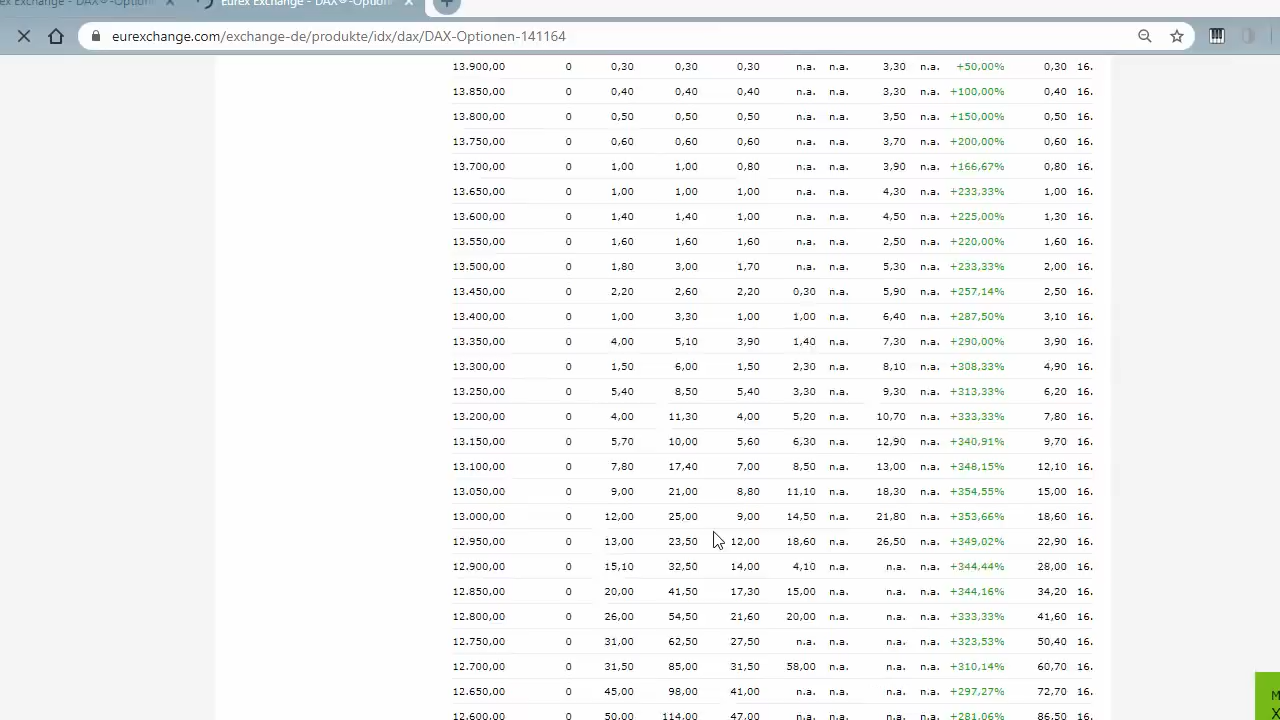 Eurex Exchange - DAX®-Option
eurexchange.com/exchange-de/produkte/idx/dax/DAX-Optionen-141164
13.900,00 0 0,30 0,30 0,30 n.a. n.a. 3,30 n.a. +50,00% 0,30 16.
13.850,00 0 0,40 0,40 0,40 n.a. n.a. 3,30 n.a. +100,00% 0,40 16.
13.800,00 0 0,50 0,50 0,50 n.a. n.a. 3,50 n.a. +150,00% 0,50 16.
13.750,00 0 0,60 0,60 0,60 n.a. n.a. 3,70 n.a. +200,00% 0,60 16.
13.700,00 0 1,00 1,00 0,80 n.a. n.a. 3,90 n.a. +166,67% 0,80 16.
13.650,00 0 1,00 1,00 1,00 n.a. n.a. 4,30 n.a. +233,33% 1,00 16.
13.600,00 0 1,40 1,40 1,00 n.a. n.a. 4,50 n.a. +225,00% 1,30 16.
13.550,00 0 1,60 1,60 1,60 n.a. n.a. 2,50 n.a. +220,00% 1,60 16.
13.500,00 0 1,80 3,00 1,70 n.a. n.a. 5,30 n.a. +233,33% 2,00 16.
13.450,00 0 2,20 2,60 2,20 0,30 n.a. 5,90 n.a. +257,14% 2,50 16.
13.400,00 0 1,00 3,30 1,00 1,00 n.a. 6,40 n.a. +287,50% 3,10 16.
13.350,00 0 4,00 5,10 3,90 1,40 n.a. 7,30 n.a. +290,00% 3,90 16.
13.300,00 0 1,50 6,00 1,50 2,30 n.a. 8,10 n.a. +308,33% 4,90 16.
13.250,00 0 5,40 8,50 5,40 3,30 n.a. 9,30 n.a. +313,33% 6,20 16.
13.200,00 0 4,00 11,30 4,00 5,20 n.a. 10,70 n.a. +333,33% 7,80 16.
13.150,00 0 5,70 10,00 5,60 6,30 n.a. 12,90 n.a. +340,91% 9,70 16.
13.100,00 0 7,80 17,40 7,00 8,50 n.a. 13,00 n.a. +348,15% 12,10 16.
13.050,00 0 9,00 21,00 8,80 11,10 n.a. 18,30 n.a. +354,55% 15,00 16.
13.000,00 0 12,00 25,00 9,00 14,50 n.a. 21,80 n.a. +353,66% 18,60 16.
12.950,00 0 13,00 23,50 12,00 18,60 n.a. 26,50 n.a. +349,02% 22,90 16.
12.900,00 0 15,10 32,50 14,00 4,10 n.a. n.a. n.a. +344,44% 28,00 16.
12.850,00 0 20,00 41,50 17,30 15,00 n.a. n.a. n.a. +344,16% 34,20 16.
12.800,00 0 26,00 54,50 21,60 20,00 n.a. n.a. n.a. +333,33% 41,60 16.
12.750,00 0 31,00 62,50 27,50 n.a. n.a. n.a. n.a. +323,53% 50,40 16.
12.700,00 0 31,50 85,00 31,50 58,00 n.a. n.a. n.a. +310,14% 60,70 16.
12.650,00 0 45,00 98,00 41,00 n.a. n.a. n.a. n.a. +297,27% 72,70 16.
12.600,00 0 50,00 114,00 47,00 n.a. n.a. n.a. n.a. +281,06% 86,50 16.